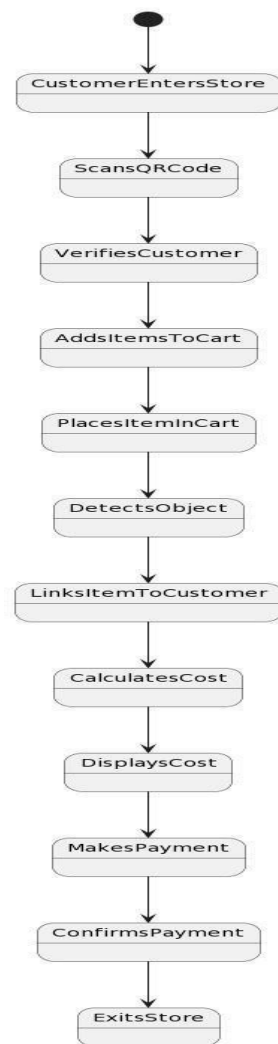 CustomerEntersStore
ScansQRCode
VerifiesCustomer
AddsItemsToCart
PlacesItemInCart
DetectsObject
LinksItemToCustomer
CalculatesCost
DisplaysCost
MakesPayment
ConfirmsPayment
ExitsStore